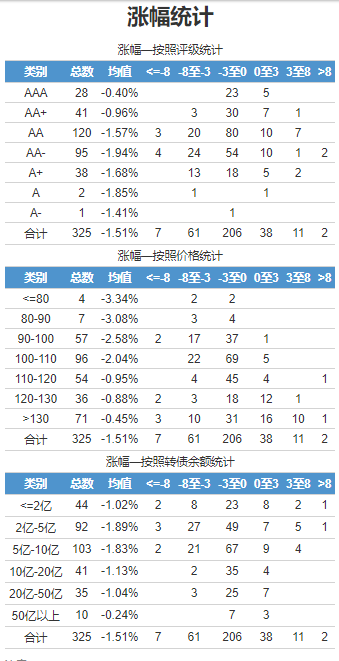 涨幅统计
涨幅—按照评级统计
类别 总数 均值 <=-8 -8至-3 -3至0 0至3 3至8 >8
AAA 28 -0.40% 23 5
AA+ 41 -0.96% 3 30 7 1
AA 120 -1.57% 3 20 80 10 7
AA- 95 -1.94% 4 24 54 10 1 2
A+ 38 -1.68% 13 18 5 2
A 2 -1.85% 1 1
A- 1 -1.41% 1
合计 325 -1.51% 7 61 206 38 11 2
涨幅—按照价格统计
类别 总数 均值 <=-8 -8至-3 -3至0 0至3 3至8 >8
<=80 4 -3.34% 2 2
80-90 7 -3.08% 3 4
90-100 57 -2.58% 2 17 37 1
100-110 96 -2.04% 22 69 5
110-120 54 -0.95% 4 45 4 1
120-130 36 -0.88% 2 3 18 12 1
>130 71 -0.45% 3 10 31 16 10 1
合计 325 -1.51% 7 61 206 38 11 2
涨幅—按照转债余额统计
类别 总数 均值 <=-8 -8至-3 -3至0 0至3 3至8 >8
<=2亿 44 -1.02% 2 8 23 8 2 1
2亿-5亿 92 -1.89% 3 27 49 7 5 1
5亿-10亿 103 -1.83% 2 21 67 9 4
10亿-20亿 41 -1.13% 2 35 4
20亿-50亿 35 -1.04% 3 25 7
50亿以上 10 -0.24% 7 3
合计 325 -1.51% 7 61 206 38 11 2